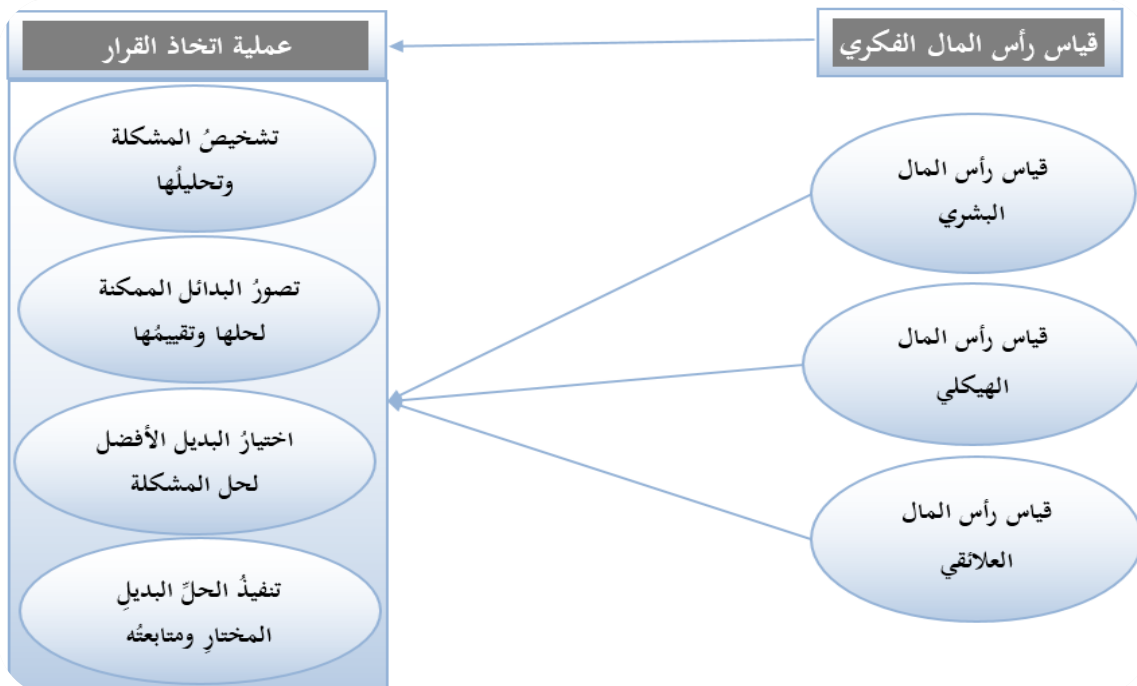 قياس رأس المال الفكري
عملية اتخاذ القرار
قياس رأس المال
البشري
قياس رأس المال
الهيكلي
قياس رأس المال
العلائقي
تشخيصُ المشكلة
وتحليلُها
تصورُ البدائل الممكنة
لحلها وتقييمُها
اختيارُ البديل الأفضل
لحل المشكلة
تنفيذُ الحلِّ البديلِ
المختارِ ومتابعتُه